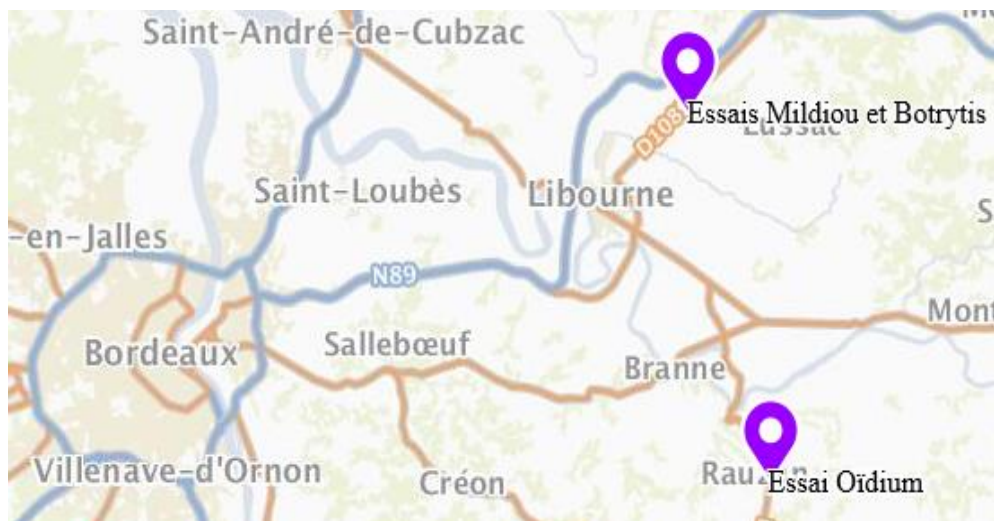 Saint-André-de-Cubzac
Essais Mildiou et Botrytis
Lussac
D108
Saint-Loubès
Libourne
-en-Jalles
N89
Mont
Bordeaux
Sallebœuf
Branne
Villenave-d'Ornon
Créon
Essai Oïdium